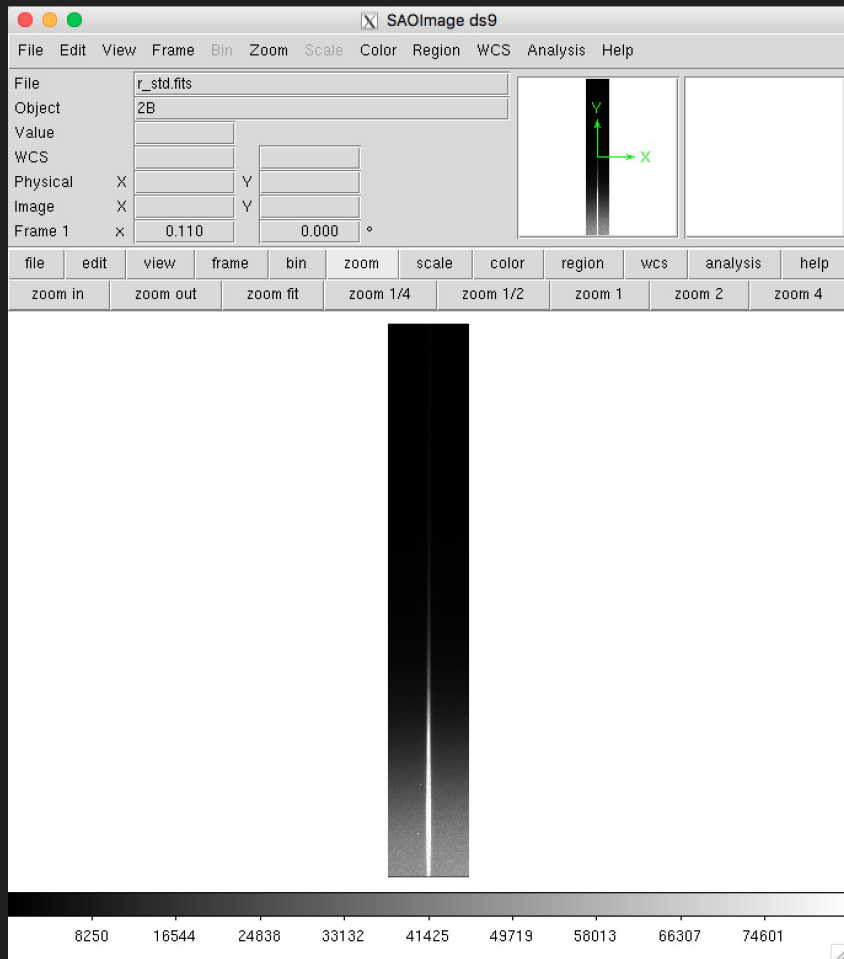 X SAOImage ds9
File Edit View Frame Bin Zoom Scale Color Region WCS Analysis Help
File r_std.fits
Object 2B
Value
WCS
Physical X Y
Image X Y
Frame 1 x 0.110 0.000 °
Y
X
file edit view frame bin zoom scale color region wcs analysis help
zoom in zoom out zoom fit zoom 1/4 zoom 1/2 zoom 1 zoom 2 zoom 4
8250 16544 24838 33132 41425 49719 58013 66307 74601